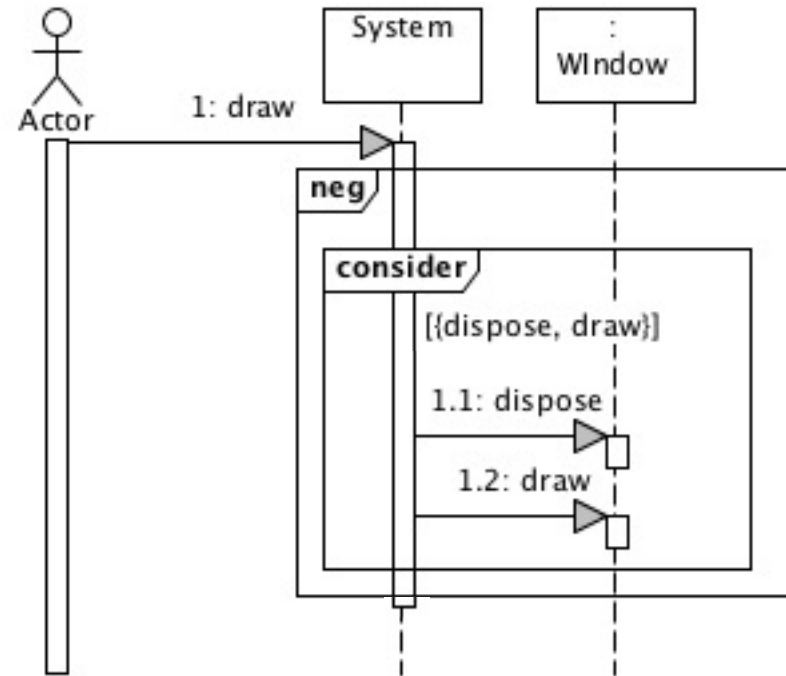 System
:
WIndow
Actor
1: draw
neg
consider
[{dispose, draw}]
1.1: dispose
1.2: draw